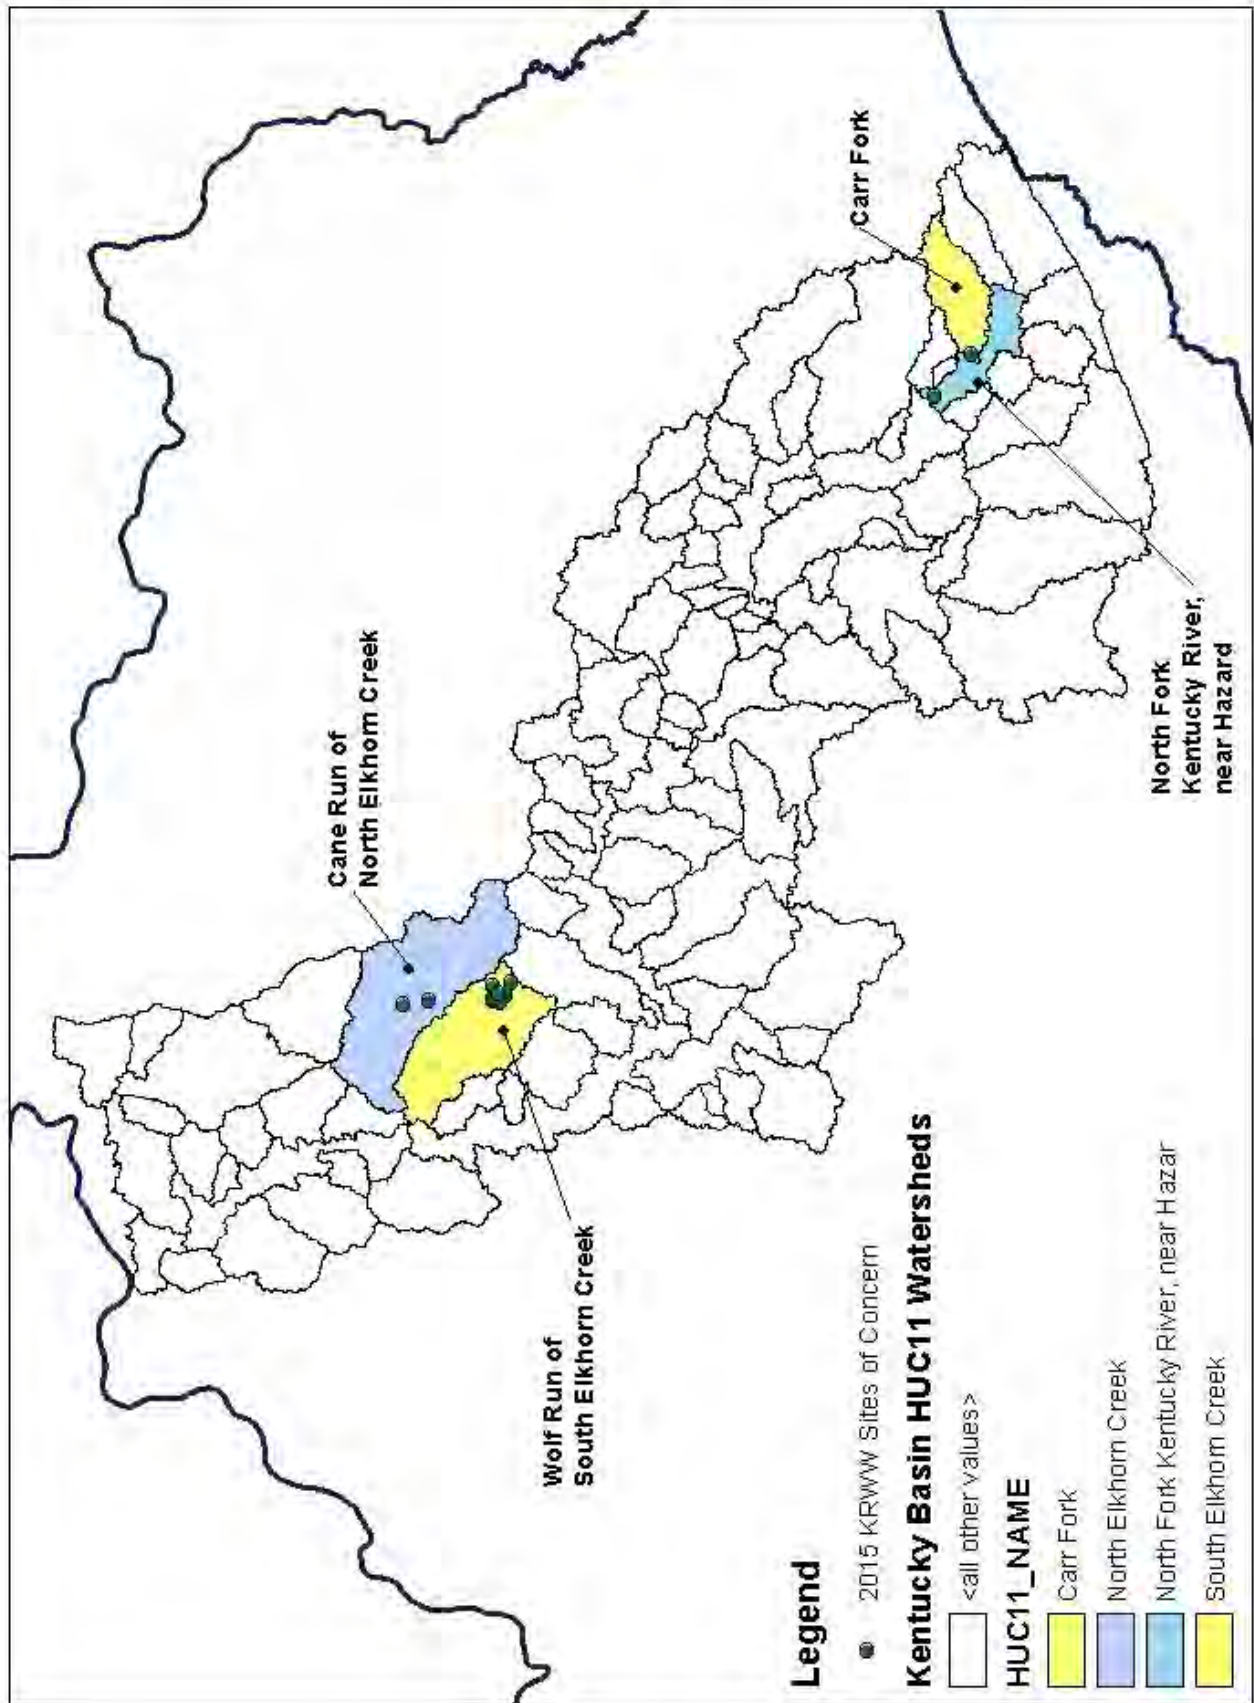 Cane Run of
North Elkhorn Creek
Carr Fork
Wolf Run of
South Elkhorn Creek
North Fork
Kentucky River,
near Hazard
Legend
2015 KRWW Sites of Concern
Kentucky Basin HUC11 Watersheds
<all other values>
HUC11_NAME
Carr Fork
North Elkhorn Creek
North Fork Kentucky River, near Hazar
South Elkhorn Creek